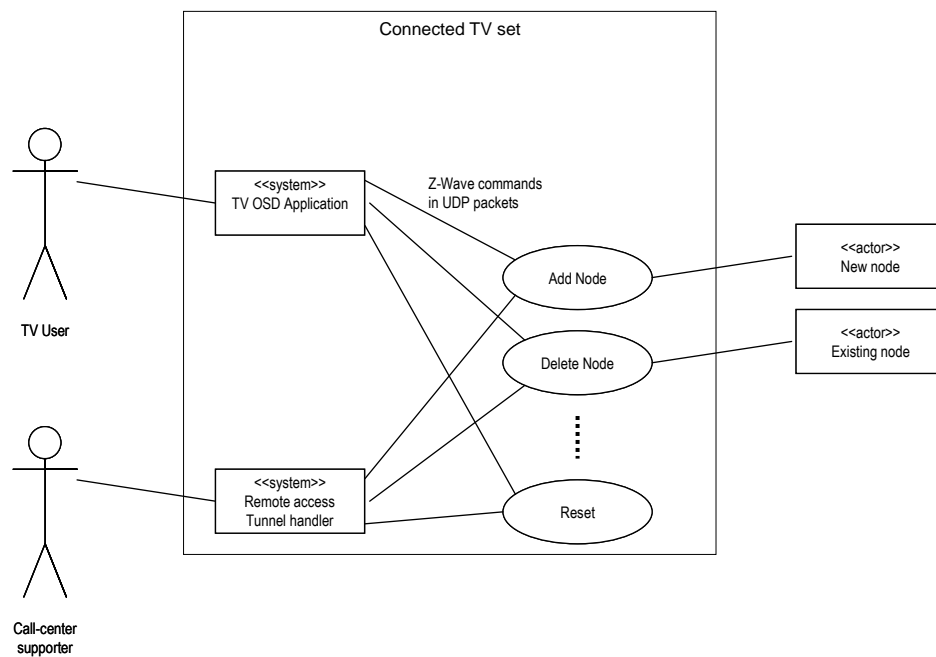 Connected TV set
<<system>>
TV OSD Application
Z-Wave commands
in UDP packets
<<actor>>
New node
Add Node
TV User
<<actor>>
Existing node
Delete Node
Call-center
supporter
<<system>>
Remote access
Tunnel handler
Reset